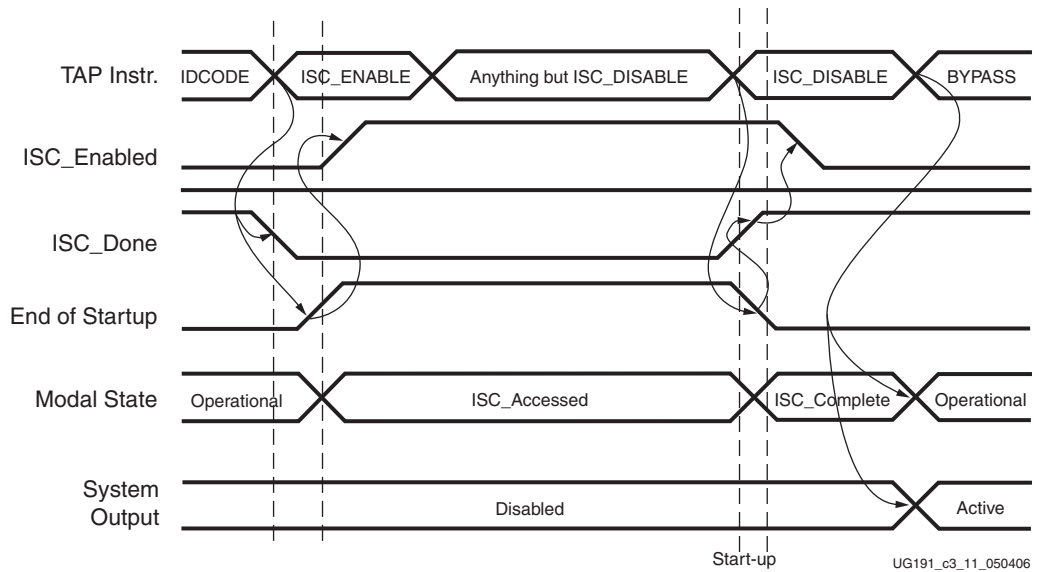 TAP Instr.
IDCODE
ISC_ENABLE
Anything but ISC_DISABLE
ISC_DISABLE
BYPASS
ISC_Enabled
ISC_Done
End of Startup
Modal State
Operational
ISC_Accessed
ISC_Complete
Operational
System
Output
Disabled
Active
Start-up
UG191_c3_11_050406